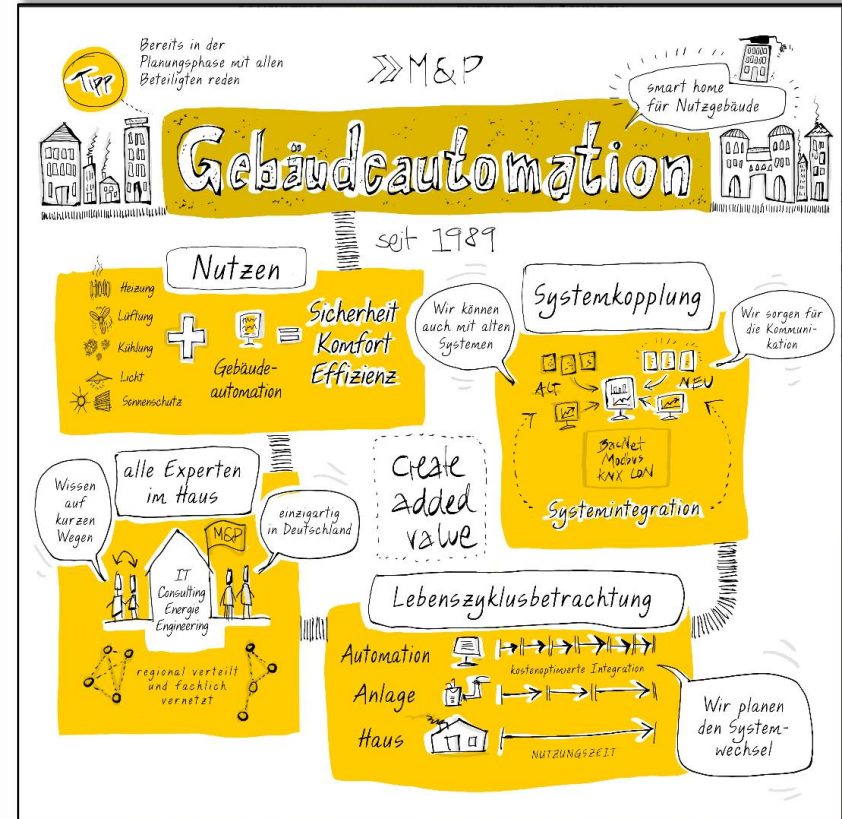 Tipp
Bereits in der
Planungsphase mit allen
Beteiligten reden
M&P
smart home
für Nutzgebäude
Gebäudeautomation
seit 1989
Nutzen
Heizung
Lüftung
Kühlung
Licht
Sonnenschutz
+
Gebäude-
automation
=
Sicherheit
Komfort
Effizienz
Wir können
auch mit alten
Systemen
Systemkopplung
Wir sorgen für
die Kommuni-
kation
ALT
NEU
BacNet
Modbus
KNX LON
Systemintegration
alle Experten
im Haus
Wissen
auf
kurzen
Wegen
einzigartig
in Deutschland
M&P
IT
Consulting
Energie
Engineering
regional verteilt
und fachlich
vernetzt
Create
added
value
Lebenszyklusbetrachtung
Automation
kostenoptimierte Integration
Anlage
Haus
NUTZUNGSZEIT
Wir planen
den System-
wechsel